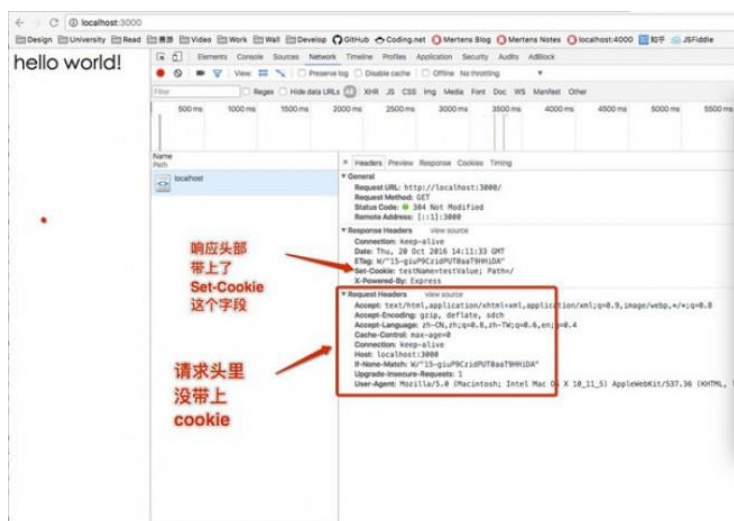 localhost:3000
Design University Read 赛游 Video Work Wall Develop GitHub Coding.net Mertens Blog Mertens Notes localhost:4000 知乎 JSFiddle
hello world!
Elements Console Sources Network Timeline Profiles Application Security Audits AdBlock
View: Preserve log Disable cache Offline No throttling
Filter Regex Hide data URLs All XHR JS CSS Img Media Font Doc WS Manifest Other
500 ms 1000 ms 1500 ms 2000 ms 2500 ms 3000 ms 3500 ms 4000 ms 4500 ms 5000 ms 5500 ms
Name
Path
× Headers Preview Response Cookies Timing
localhost
General
Request URL: http://localhost:3000/
Request Method: GET
Status Code: 304 Not Modified
Remote Address: [::1]:3000
Response Headers view source
Connection: keep-alive
Date: Thu, 20 Oct 2016 14:11:33 GMT
ETag: W/"15-giuP9CzidPUT0aaT9HHiDA"
Set-Cookie: testName=testValue; Path=/
X-Powered-By: Express
响应头部
带上了
Set-Cookie
这个字段
Request Headers view source
Accept: text/html,application/xhtml+xml,application/xml;q=0.9,image/webp,*/*;q=0.8
Accept-Encoding: gzip, deflate, sdch
Accept-Language: zh-CN,zh;q=0.8,zh-TW;q=0.6,en;q=0.4
Cache-Control: max-age=0
Connection: keep-alive
Host: localhost:3000
If-None-Match: W/"15-giuP9CzidPUT0aaT9HHiDA"
Upgrade-Insecure-Requests: 1
User-Agent: Mozilla/5.0 (Macintosh; Intel Mac OS X 10_11_5) AppleWebKit/537.36 (KHTML,
请求头里
没带上
cookie